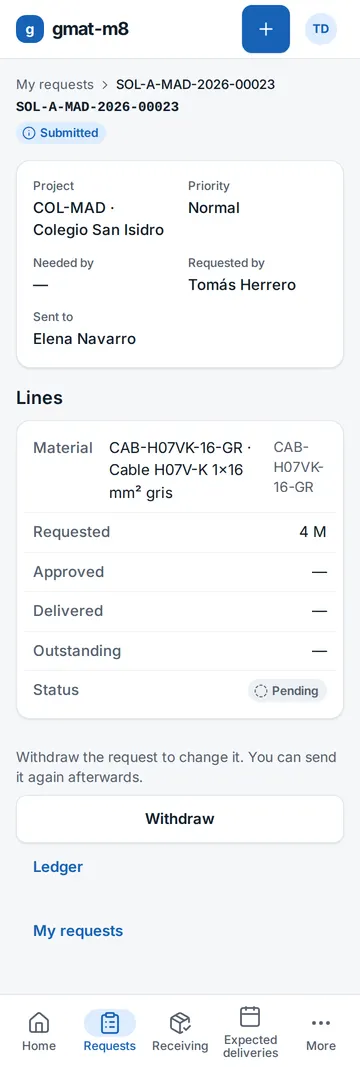 g gmat-m8 + TD
My requests > SOL-A-MAD-2026-00023
SOL-A-MAD-2026-00023
Submitted
Project Priority
COL-MAD · Normal
Colegio San Isidro
Needed by Requested by
— Tomás Herrero
Sent to
Elena Navarro
Lines
Material CAB-H07VK-16-GR · CAB-
Cable H07V-K 1×16 H07VK-
mm² gris 16-GR
Requested 4 M
Approved —
Delivered —
Outstanding —
Status Pending
Withdraw the request to change it. You can send
it again afterwards.
Withdraw
Ledger
My requests
Home Requests Receiving Expected deliveries More